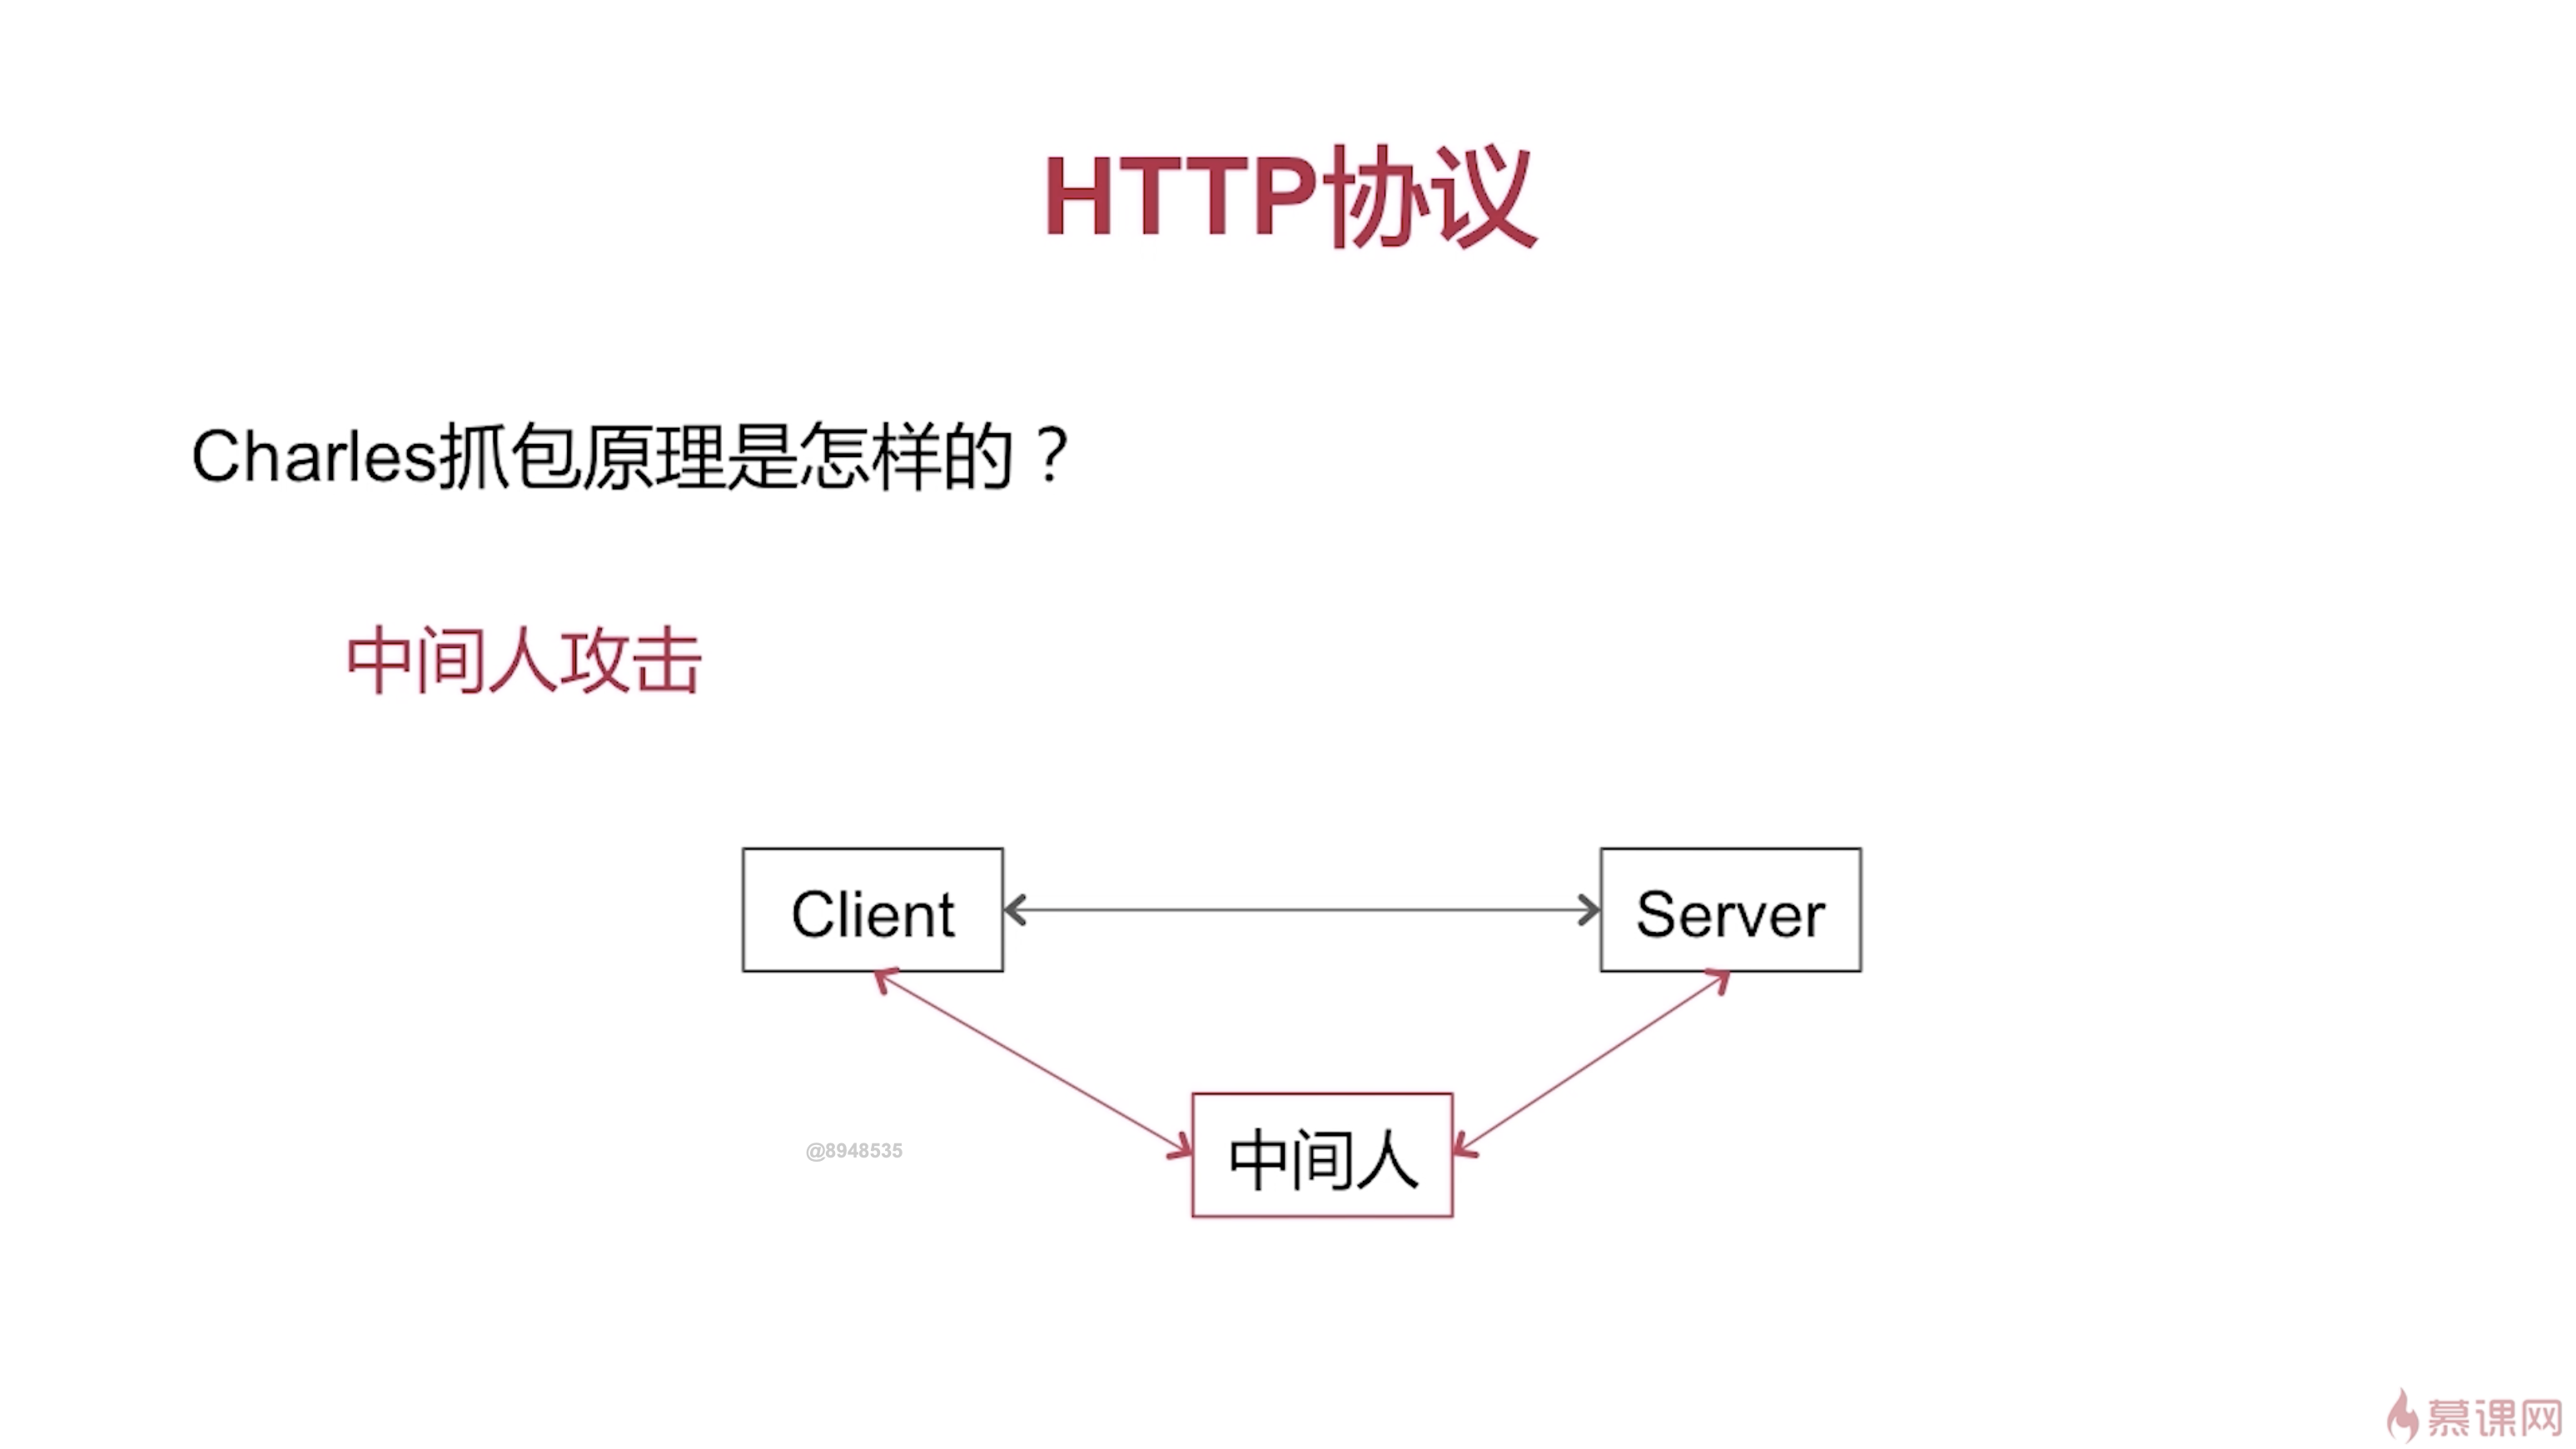 HTTP协议
Charles抓包原理是怎样的？
中间人攻击
Client
Server
@8948535
中间人
慕课网